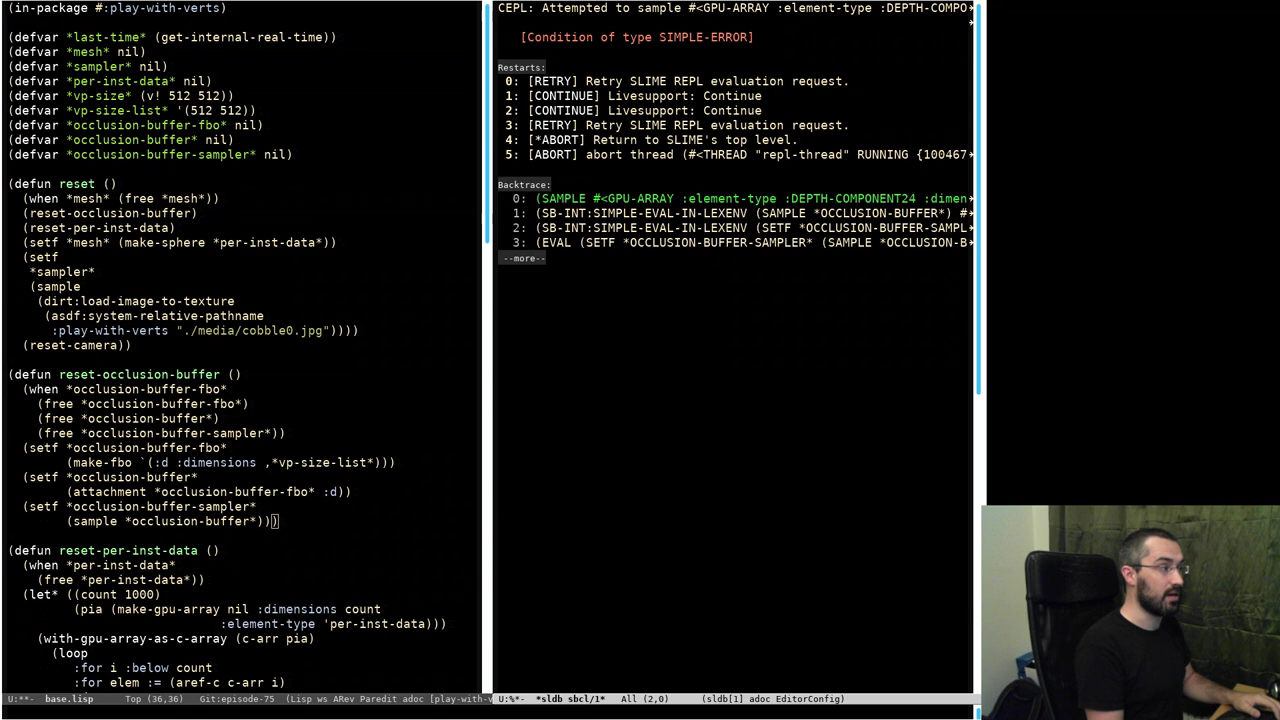 (in-package #:play-with-verts)
(defvar *last-time* (get-internal-real-time))
(defvar *mesh* nil)
(defvar *sampler* nil)
(defvar *per-inst-data* nil)
(defvar *vp-size* (v! 512 512))
(defvar *vp-size-list* '(512 512))
(defvar *occlusion-buffer-fbo* nil)
(defvar *occlusion-buffer* nil)
(defvar *occlusion-buffer-sampler* nil)
(defun reset ()
(when *mesh* (free *mesh*))
(reset-occlusion-buffer)
(reset-per-inst-data)
(setf *mesh* (make-sphere *per-inst-data*))
(setf
*sampler*
(sample
(dirt:load-image-to-texture
(asdf:system-relative-pathname
:play-with-verts "./media/cobble0.jpg"))))
(reset-camera))
(defun reset-occlusion-buffer ()
(when *occlusion-buffer-fbo*
(free *occlusion-buffer-fbo*)
(free *occlusion-buffer*)
(free *occlusion-buffer-sampler*))
(setf *occlusion-buffer-fbo*
(make-fbo `(:d :dimensions ,*vp-size-list*)))
(setf *occlusion-buffer*
(attachment *occlusion-buffer-fbo* :d))
(setf *occlusion-buffer-sampler*
(sample *occlusion-buffer*)))
(defun reset-per-inst-data ()
(when *per-inst-data*
(free *per-inst-data*))
(let* ((count 1000)
(pia (make-gpu-array nil :dimensions count
:element-type 'per-inst-data)))
(with-gpu-array-as-c-array (c-arr pia)
(loop
:for i :below count
:for elem := (aref-c c-arr i)
U:**- base.lisp Top (36,36) Git:episode-75 (Lisp ws ARev Paredit adoc [play-with-v
CEPL: Attempted to sample #<GPU-ARRAY :element-type :DEPTH-COMPO
[Condition of type SIMPLE-ERROR]
Restarts:
0: [RETRY] Retry SLIME REPL evaluation request.
1: [CONTINUE] Livesupport: Continue
2: [CONTINUE] Livesupport: Continue
3: [RETRY] Retry SLIME REPL evaluation request.
4: [*ABORT] Return to SLIME's top level.
5: [ABORT] abort thread (#<THREAD "repl-thread" RUNNING {100467
Backtrace:
0: (SAMPLE #<GPU-ARRAY :element-type :DEPTH-COMPONENT24 :dimen
1: (SB-INT:SIMPLE-EVAL-IN-LEXENV (SAMPLE *OCCLUSION-BUFFER*) #
2: (SB-INT:SIMPLE-EVAL-IN-LEXENV (SETF *OCCLUSION-BUFFER-SAMPL
3: (EVAL (SETF *OCCLUSION-BUFFER-SAMPLER* (SAMPLE *OCCLUSION-B
--more--
U:%*- *sldb sbcl/1* All (2,0) (sldb[1] adoc EditorConfig)